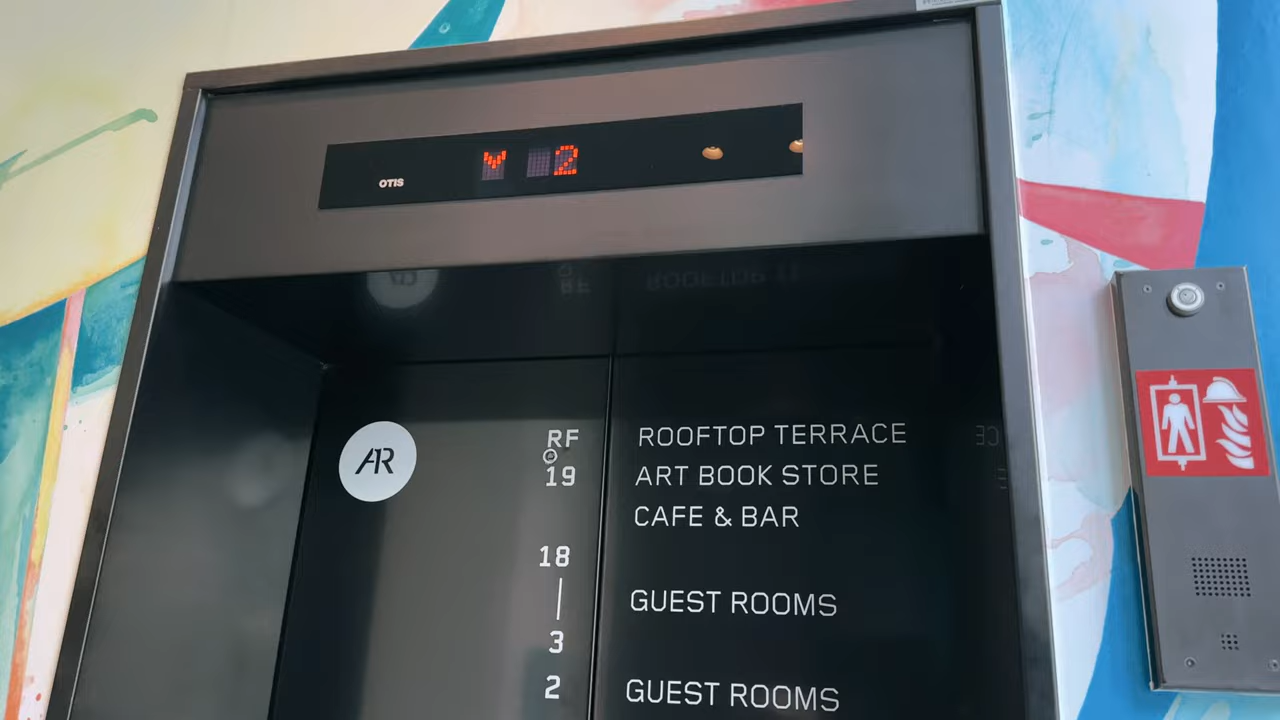 OTIS
2
AR
RF ROOFTOP TERRACE
19 ART BOOK STORE
CAFE & BAR
18
|
GUEST ROOMS
3
2 GUEST ROOMS